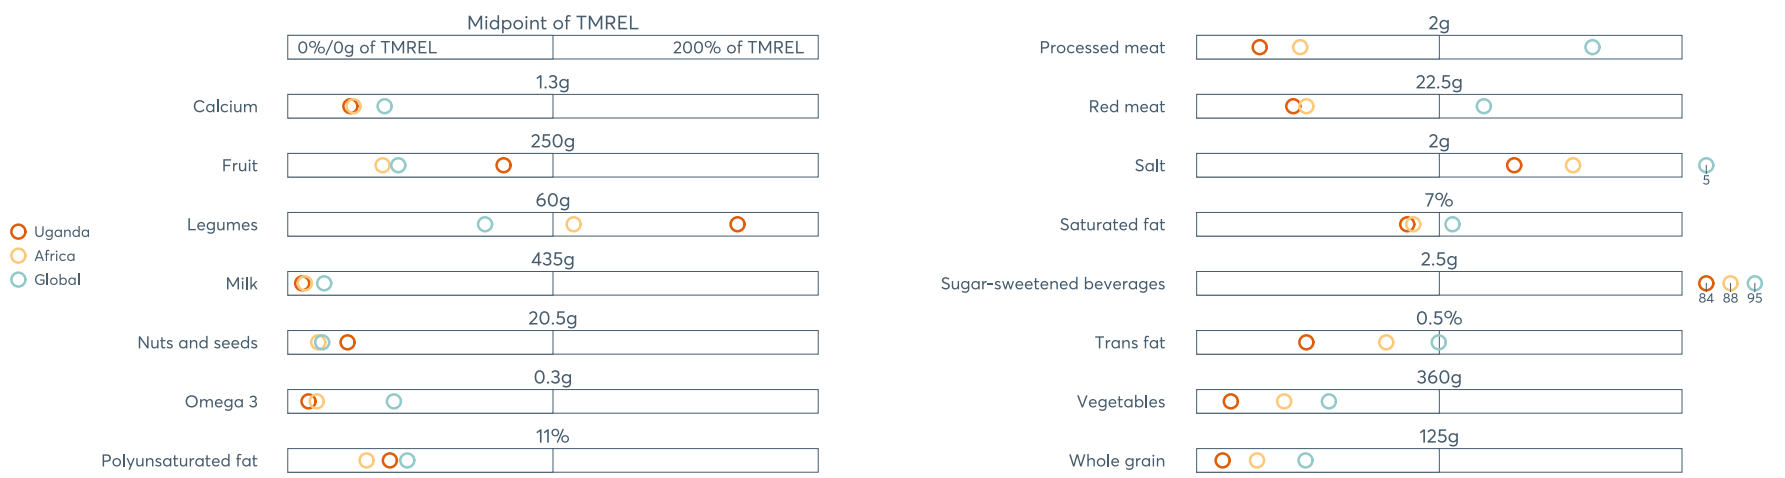 Midpoint of TMREL
0%/0g of TMREL 200% of TMREL
1.3g
Calcium
250g
Fruit
60g
Legumes
435g
Milk
20.5g
Nuts and seeds
0.3g
Omega 3
11%
Polyunsaturated fat
Uganda
Africa
Global
2g
Processed meat
22.5g
Red meat
2g
Salt
5
7%
Saturated fat
2.5g
Sugar-sweetened beverages
84 88 95
0.5%
Trans fat
360g
Vegetables
125g
Whole grain